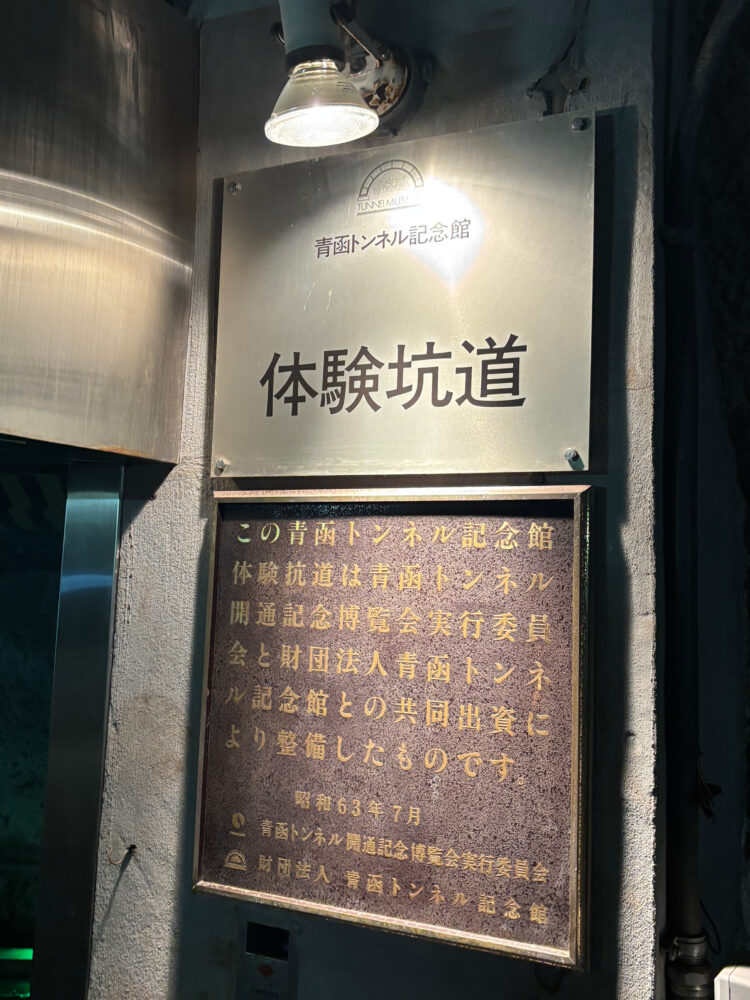 青函トンネル記念館
体験坑道
この青函トンネル記念館
体験抗道は青函トンネル
開通記念博覧会実行委員
会と財団法人青函トンネ
ル記念館との共同出資に
より整備したものです。
昭和63年7月
青函トンネル開通記念博覧会実行委員会
財団法人 青函トンネル記念館